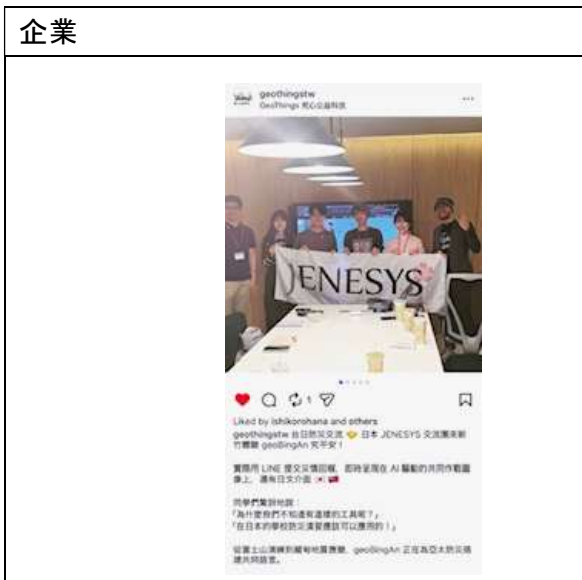 企業
geothingstw
GeoThings 究心公益科技
JENESYS
1
Liked by ishikorohana and others
geothingstw 台日防災交流 🤝 日本 JENESYS 交流團來新
竹體驗 geoBingAn 究平安！
實際用 LINE 提交災情回報，即時呈現在 AI 驅動的共同作戰圖
像上，還有日文介面
同學們驚訝地說：
「為什麼我們不知道有這樣的工具呢？」
「在日本的學校防災演習應該可以應用的！」
從富士山演練到緬甸地震應變，geoBingAn 正在為亞太防災搭
建共同語言。